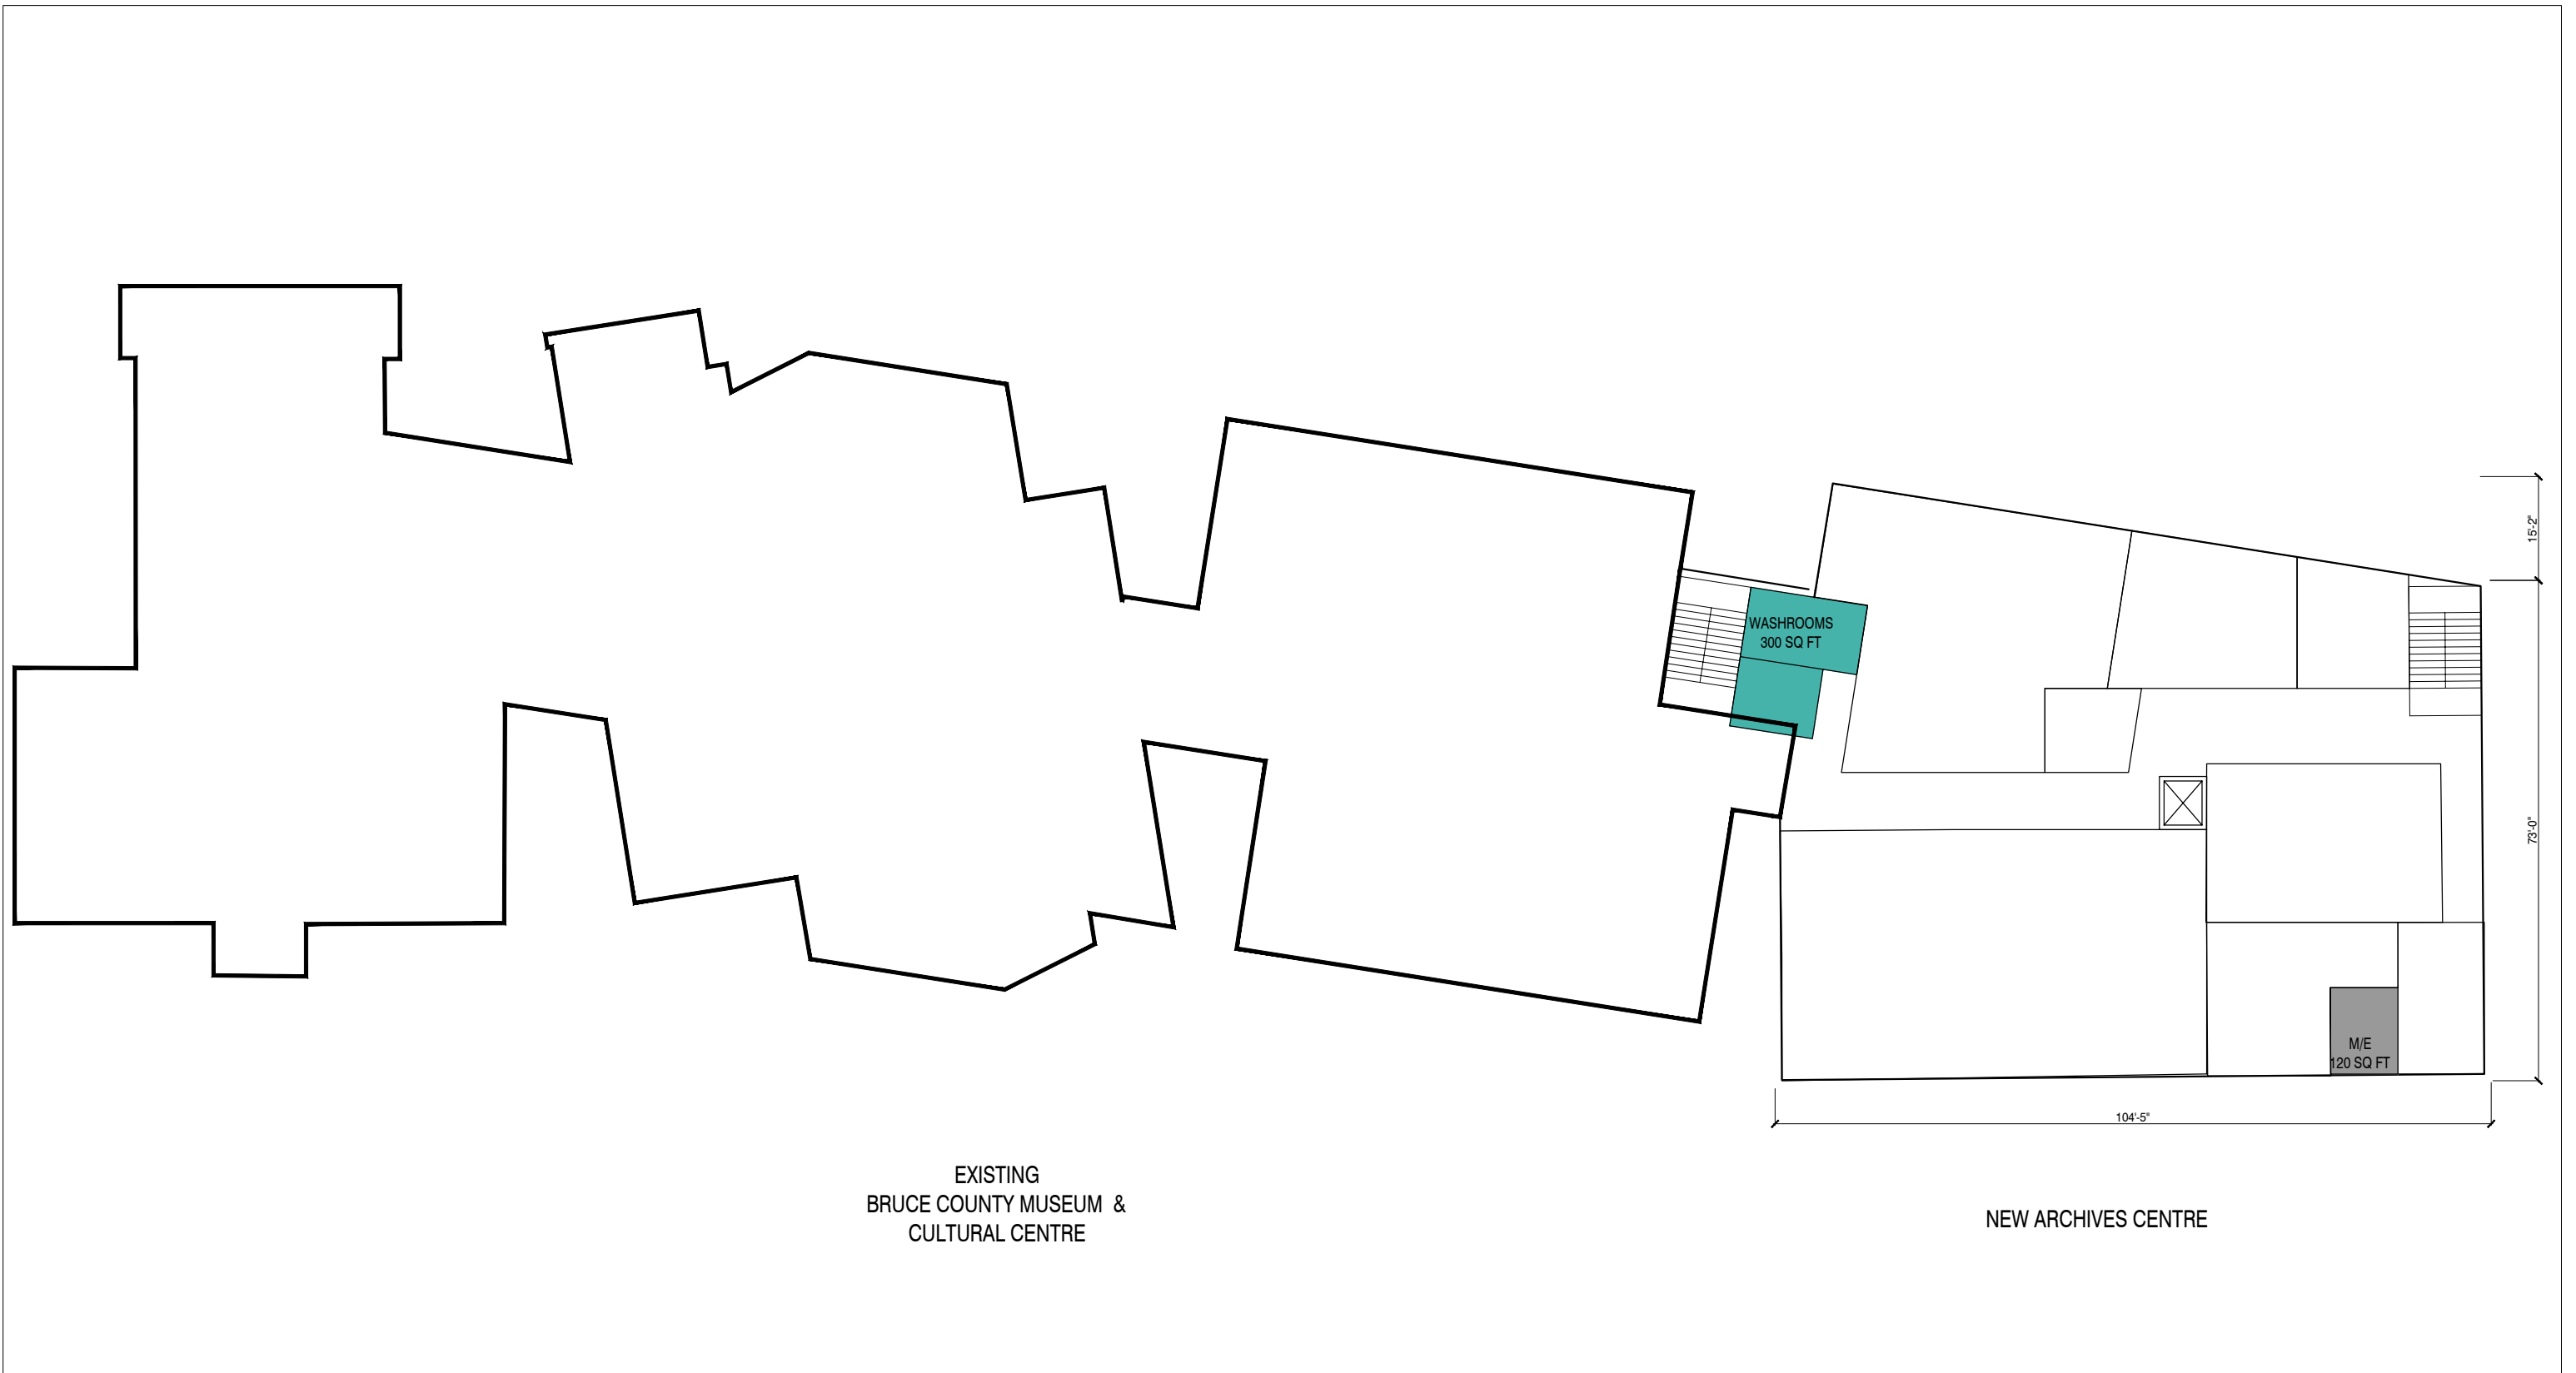 WASHROOMS
300 SQ FT
15'-2"
73'-0"
M/E
120 SQ FT
104'-5"
EXISTING
BRUCE COUNTY MUSEUM &
CULTURAL CENTRE
NEW ARCHIVES CENTRE